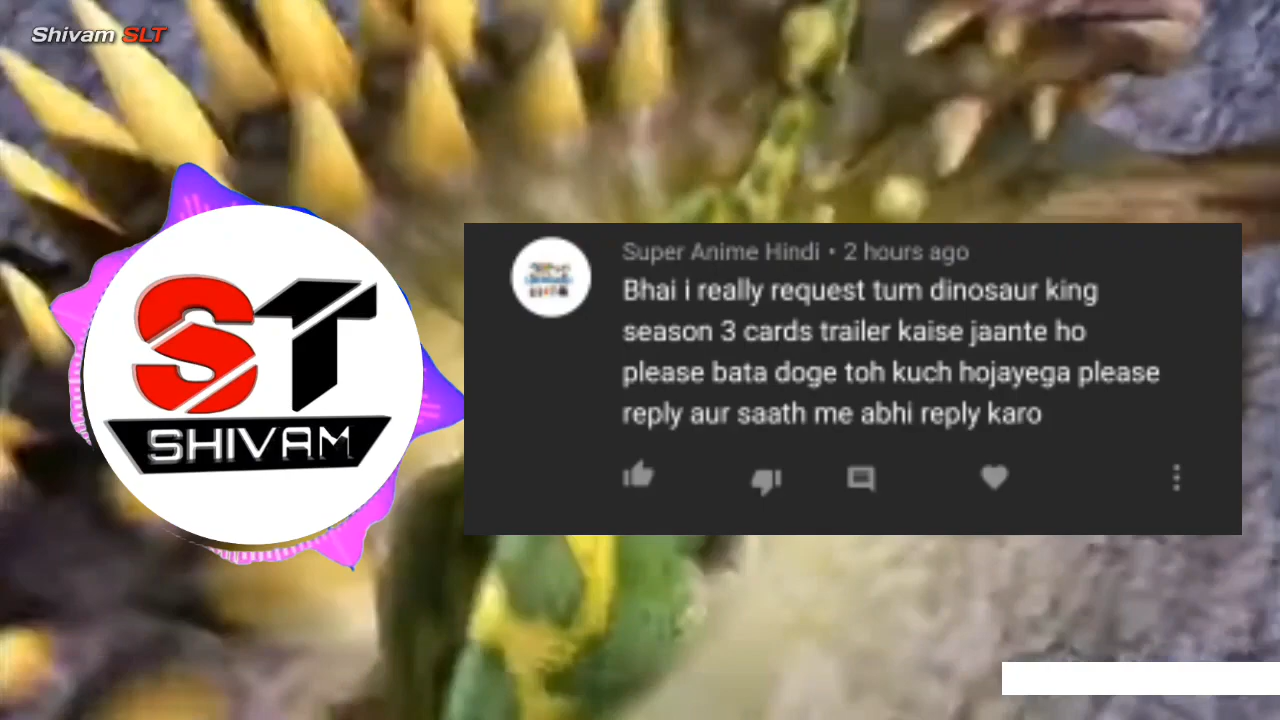 Shivam SLT
ST
SHIVAM
Super Anime Hindi • 2 hours ago
Bhai i really request tum dinosaur king
season 3 cards trailer kaise jaante ho
please bata doge toh kuch hojayega please
reply aur saath me abhi reply karo